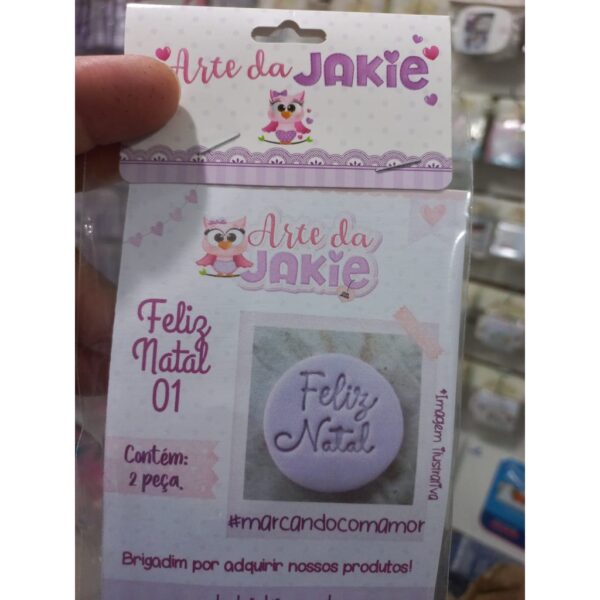 Arte da JAKIE
Arte da
JAKIE
Feliz
Natal
01
Feliz
Natal
Contém:
2 peça.
*Imagem ilustrativa
#marcandocomamor
Brigadim por adquirir nossos produtos!